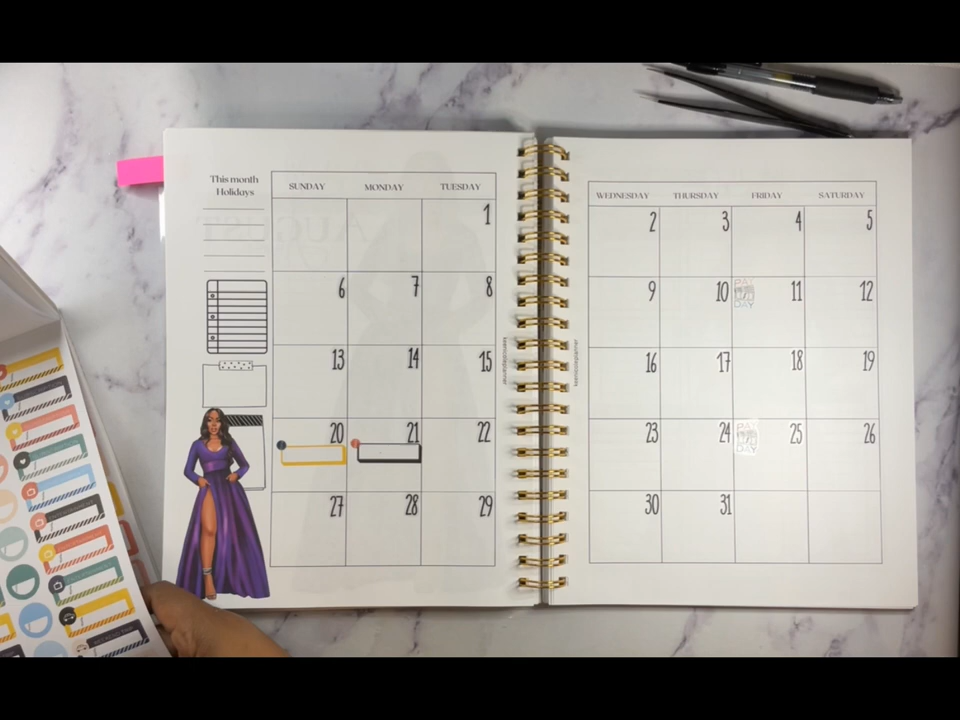 This month
Holidays
SUNDAY MONDAY TUESDAY
1
6 7 8
13 14 15
20 21 22
27 28 29
AUGUST
WEDNESDAY THURSDAY FRIDAY SATURDAY
2 3 4 5
9 10 11 12
PAY
DAY
16 17 18 19
23 24 25 26
PAY
DAY
30 31